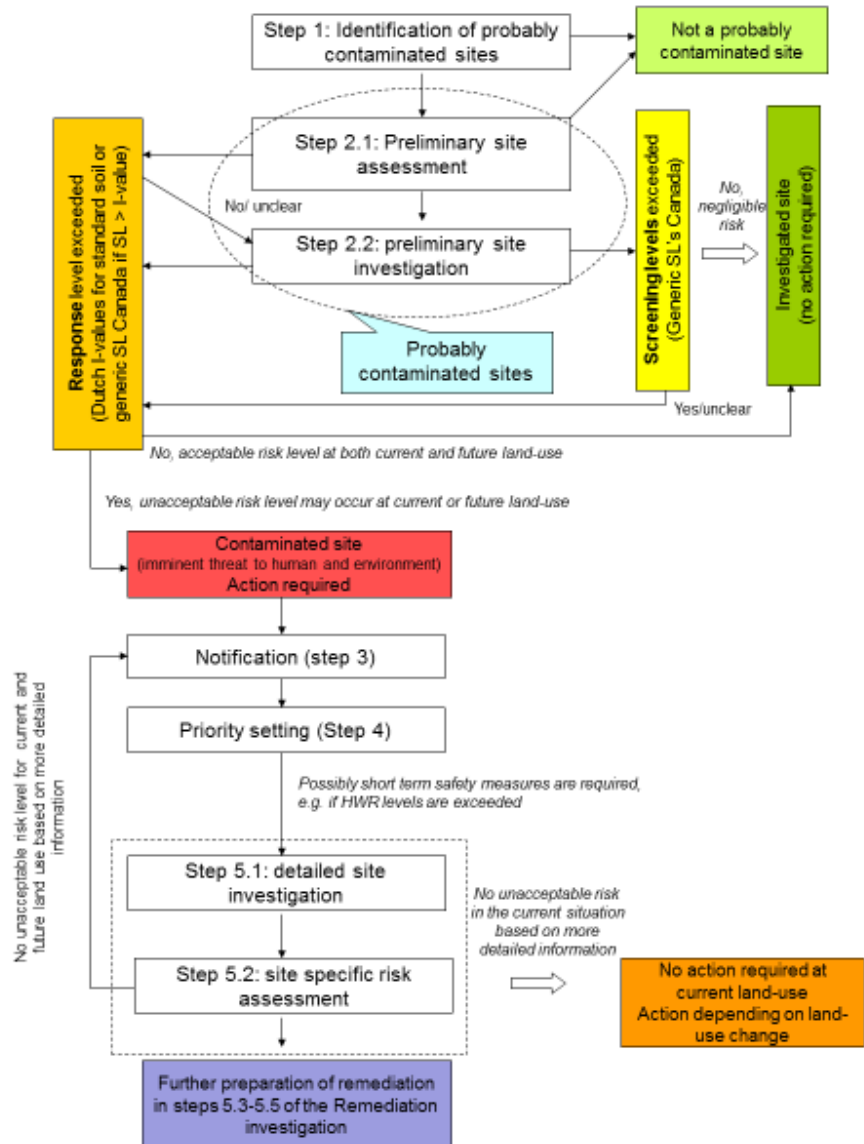 Step 1: Identification of probably
contaminated sites
Not a probably
contaminated site
Step 2.1: Preliminary site
assessment
No/ unclear
Step 2.2: preliminary site
investigation
Probably
contaminated sites
Response level exceeded
(Dutch I-values for standard soil or
generic SL Canada if SL > I-value)
Screening levels exceeded
(Generic SL's Canada)
No,
negligible
risk
Investigated site
(no action required)
Yes/unclear
No, acceptable risk level at both current and future land-use
Yes, unacceptable risk level may occur at current or future land-use
Contaminated site
(imminent threat to human and environment)
Action required
Notification (step 3)
Priority setting (Step 4)
Possibly short term safety measures are required,
e.g. if HWR levels are exceeded
No unacceptable risk level for current and
future land use based on more detailed
information
Step 5.1: detailed site
investigation
Step 5.2: site specific risk
assessment
No unacceptable risk
in the current situation
based on more
detailed information
No action required at
current land-use
Action depending on land-
use change
Further preparation of remediation
in steps 5.3-5.5 of the Remediation
investigation